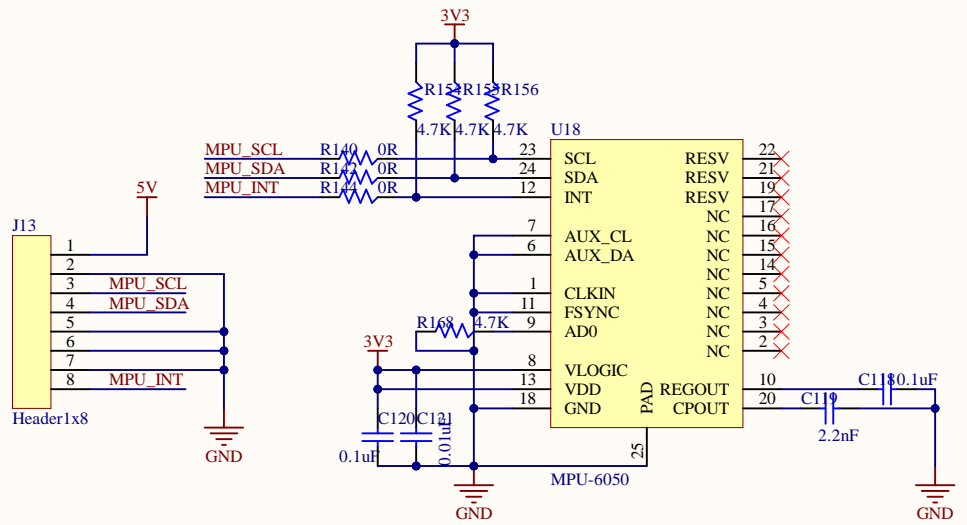 3V3
R154 R155 R156
4.7K 4.7K 4.7K
U18
MPU_SCL R140 0R 23 SCL RESV 22
MPU_SDA R142 0R 24 SDA RESV 21
MPU_INT R144 0R 12 INT RESV 19
NC 17
5V
J13
7 AUX_CL NC 16
6 AUX_DA NC 15
NC 14
1 CLKIN NC 5
11 FSYNC NC 4
R168 4.7K 9 AD0 NC 3
NC 2
1
2
3 MPU_SCL
4 MPU_SDA
5
6
7
8 MPU_INT
Header1x8
GND
3V3
8 VLOGIC
13 VDD REGOUT 10 C118 0.1uF
18 GND PAD CPOUT 20 C119
2.2nF
C120 C121
0.1uF 0.01uF
25
MPU-6050
GND
GND